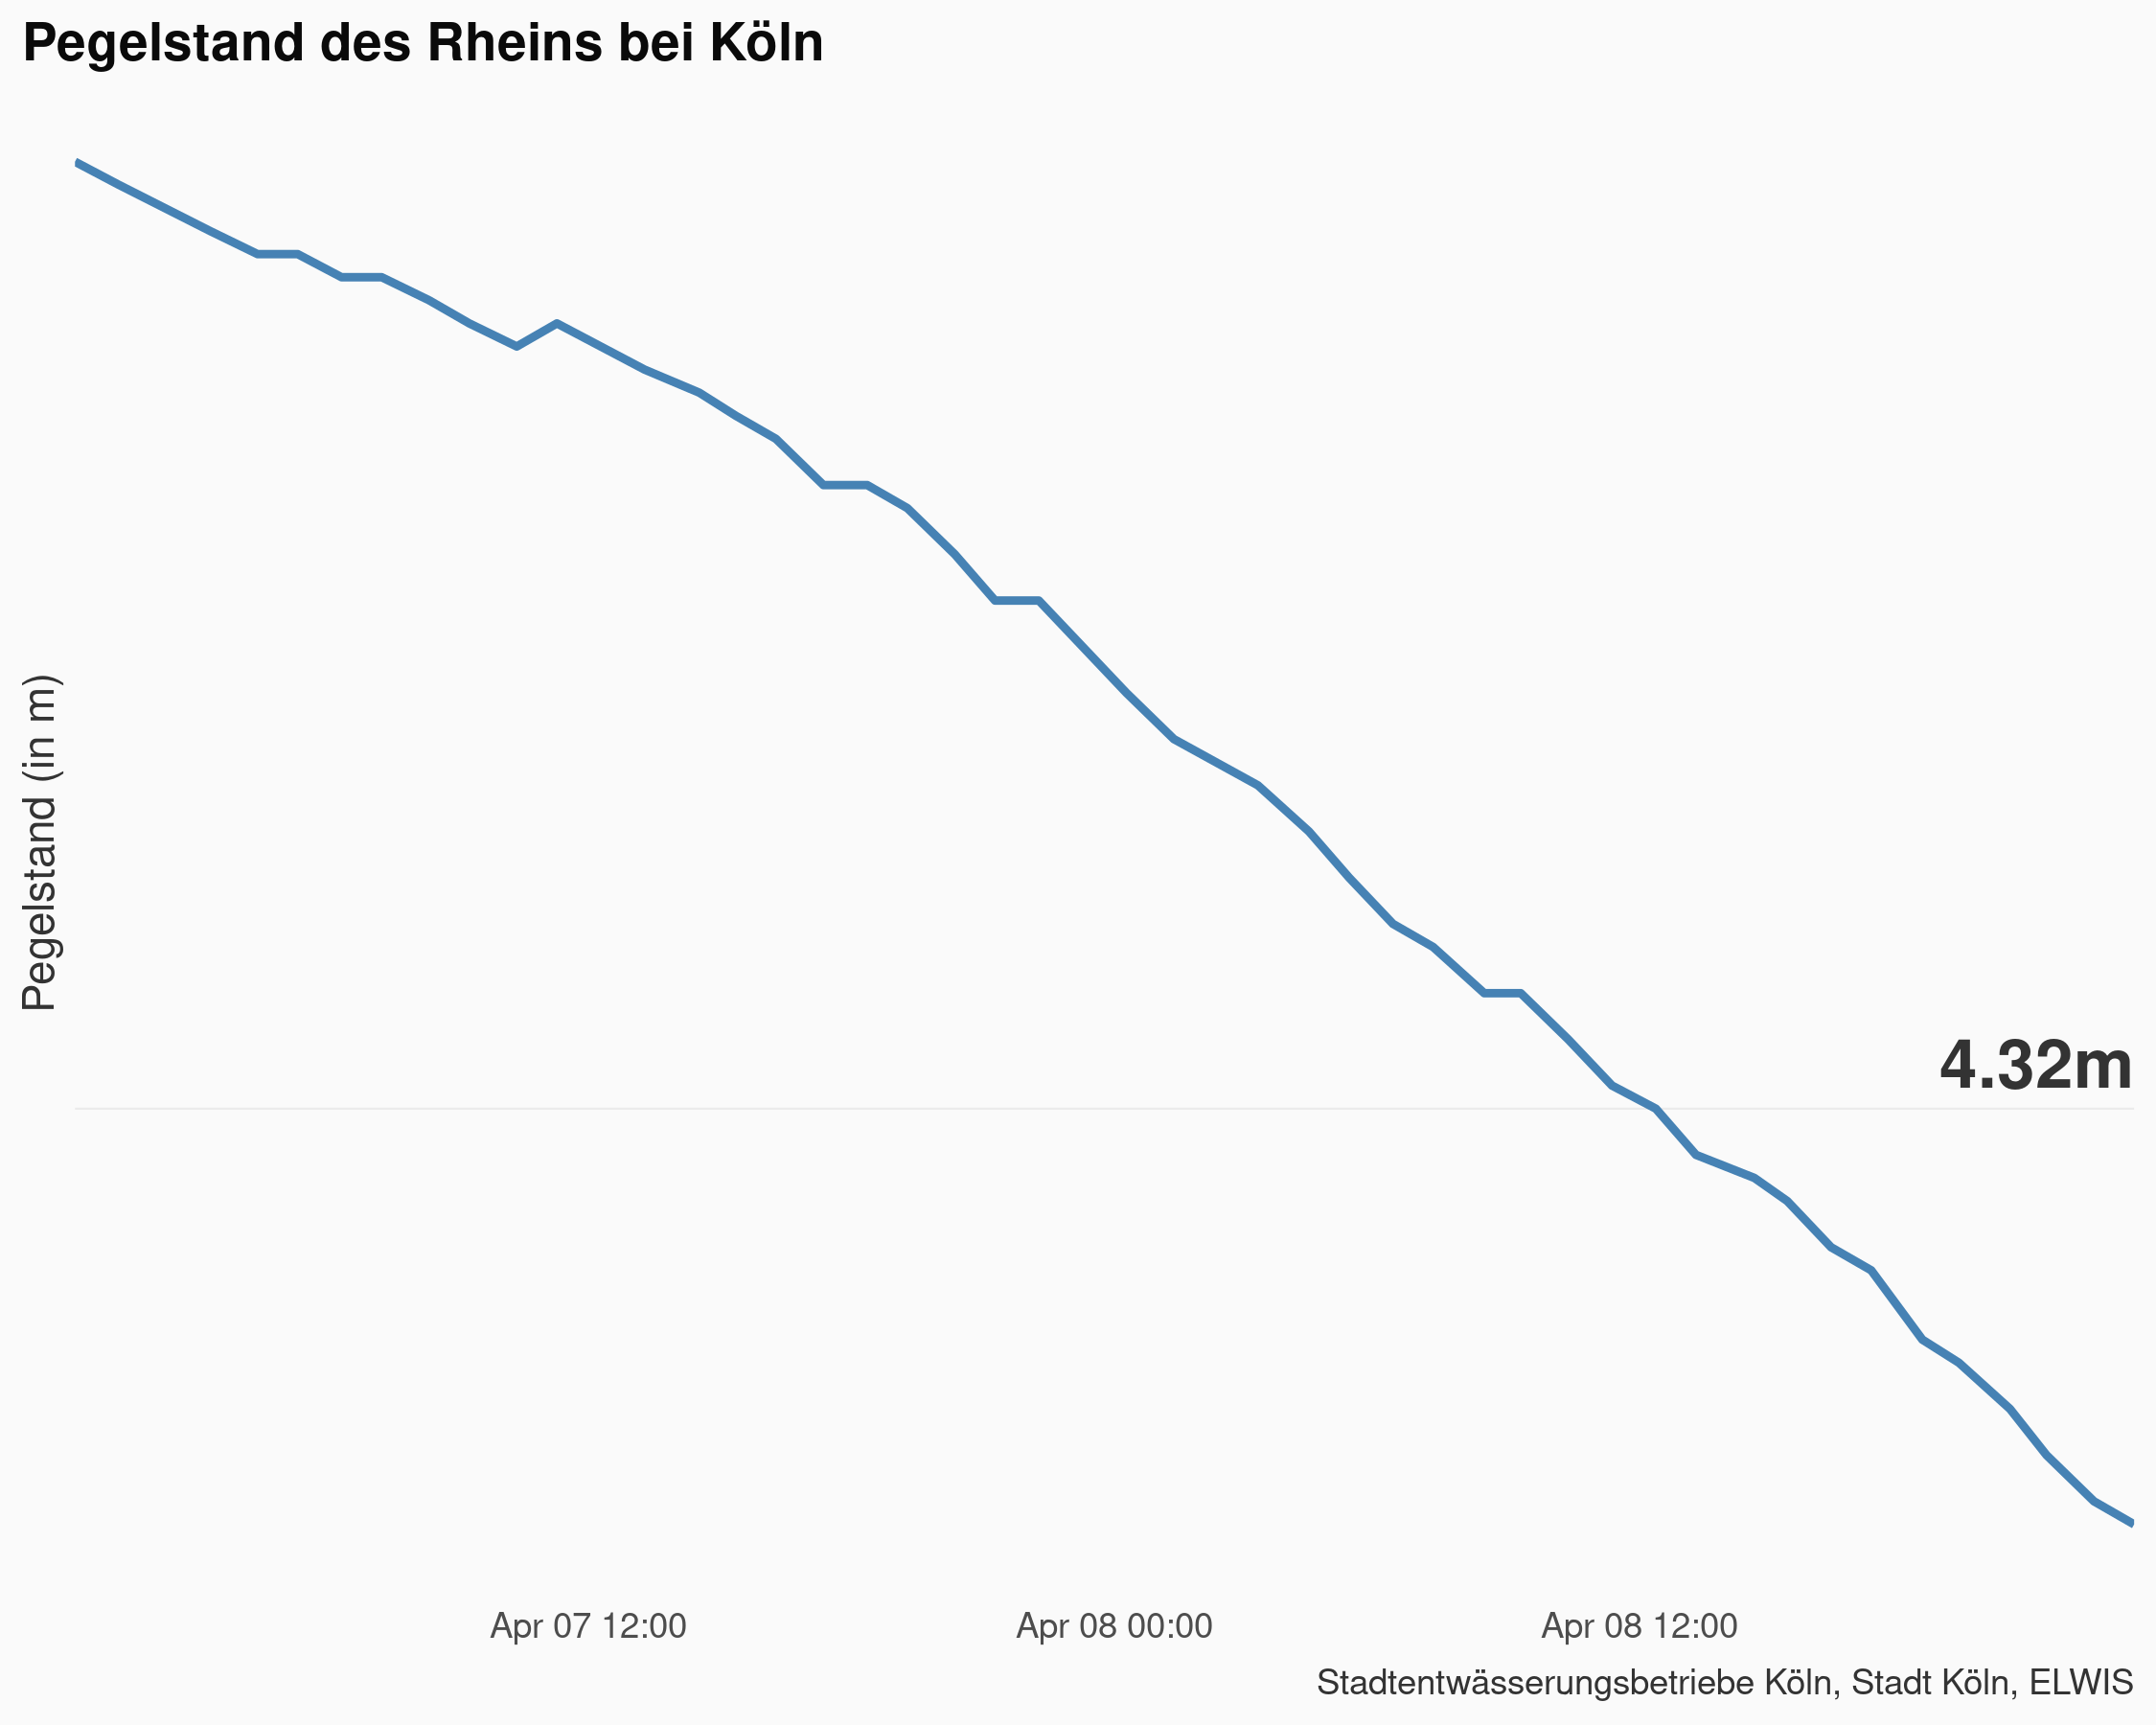 Pegelstand des Rheins bei Köln
Pegelstand (in m)
4.32m
Apr 07 12:00
Apr 08 00:00
Apr 08 12:00
Stadtentwässerungsbetriebe Köln, Stadt Köln, ELWIS